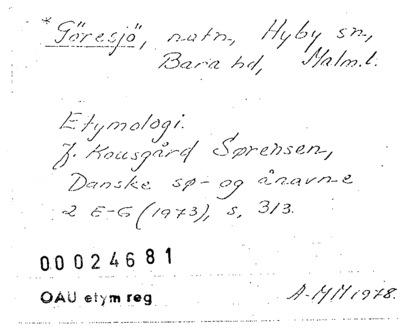 * Göresjö, natn, Hyby sn,
Bara hd, Malm. l.
Etymologi.
J. Kousgård Sørensen,
Danske sø- og ånavne
2 E-G (1973), s. 313.
00024681
OAU etym reg
A-MM 1978.